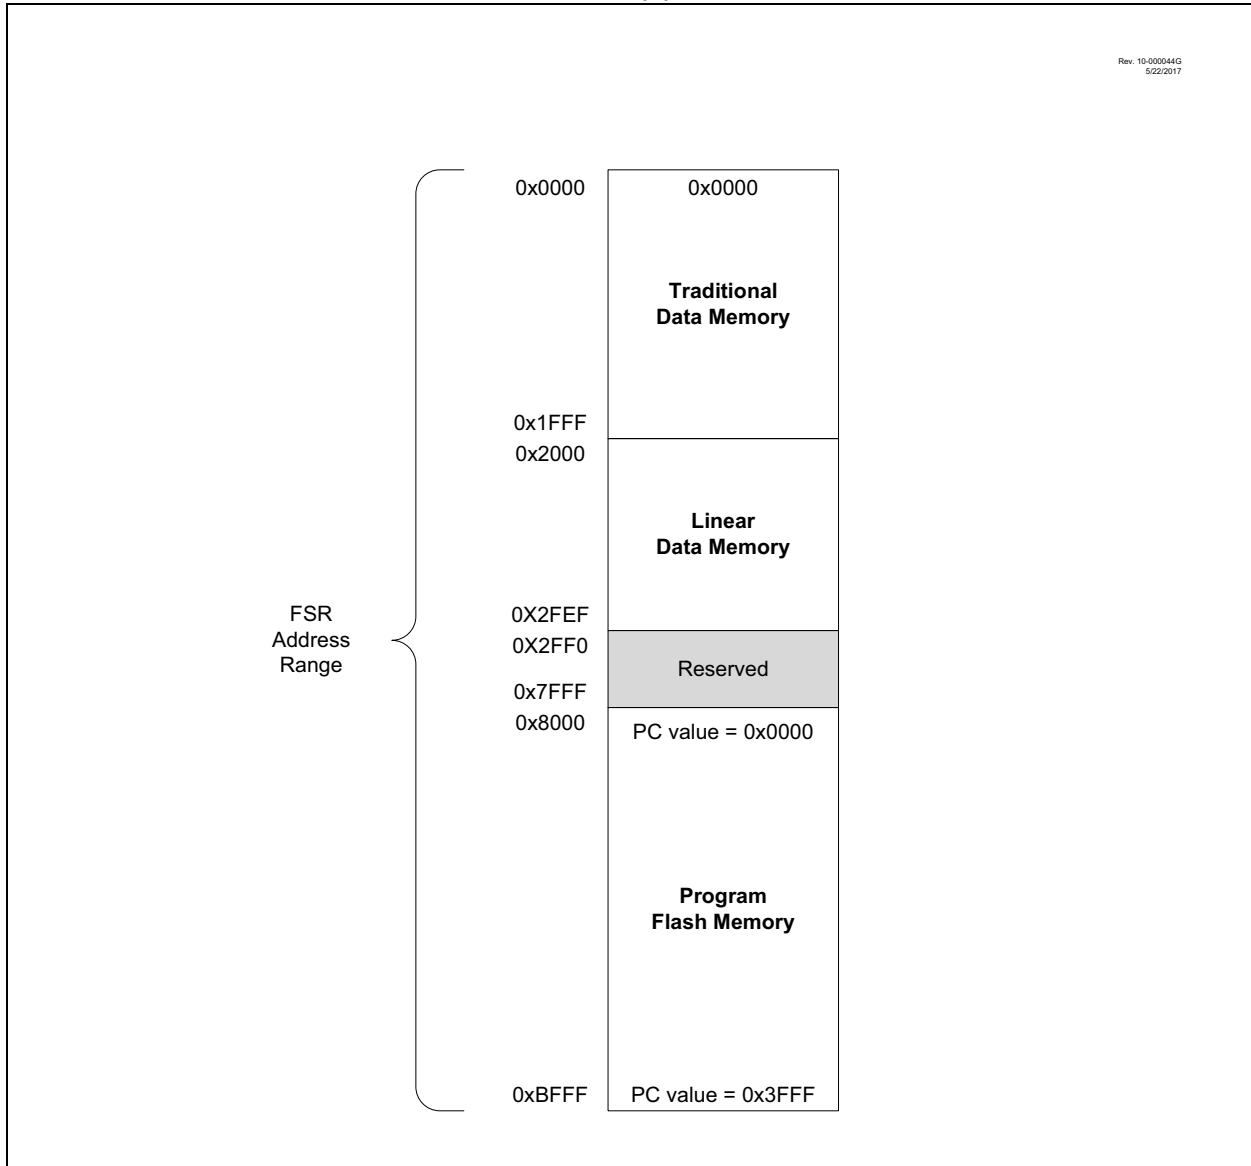 Rev. 10-000044G
5/22/2017
0x0000
0x0000
Traditional
Data Memory
0x1FFF
0x2000
Linear
Data Memory
0X2FEF
0X2FF0
Reserved
0x7FFF
0x8000
PC value = 0x0000
FSR
Address
Range
Program
Flash Memory
0xBFFF
PC value = 0x3FFF